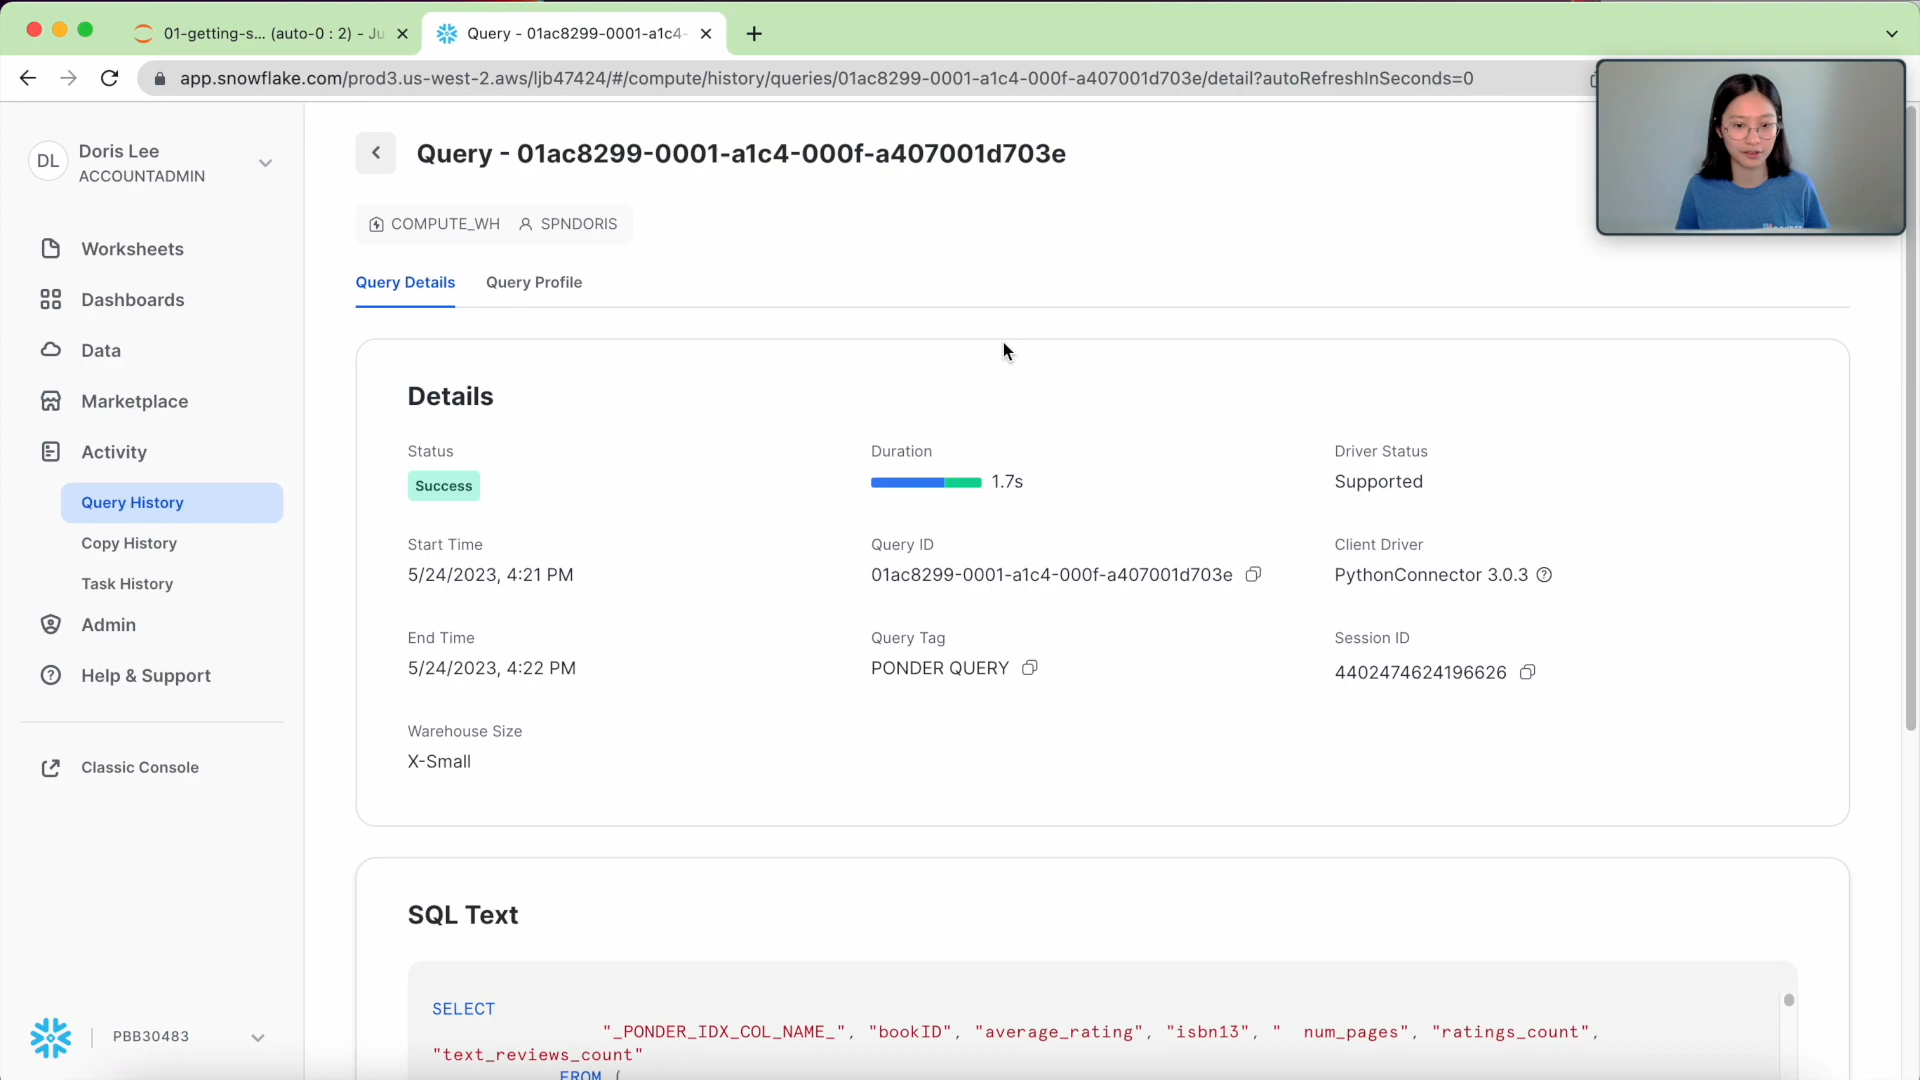 01-getting-s... (auto-0 : 2) - Ju
Query - 01ac8299-0001-a1c4-
app.snowflake.com/prod3.us-west-2.aws/ljb47424/#/compute/history/queries/01ac8299-0001-a1c4-000f-a407001d703e/detail?autoRefreshInSeconds=0
DL
Doris Lee
ACCOUNTADMIN
Worksheets
Dashboards
Data
Marketplace
Activity
Query History
Copy History
Task History
Admin
Help & Support
Classic Console
PBB30483
Query - 01ac8299-0001-a1c4-000f-a407001d703e
COMPUTE_WH SPNDORIS
Query Details Query Profile
Details
Status
Success
Duration
1.7s
Driver Status
Supported
Start Time
5/24/2023, 4:21 PM
Query ID
01ac8299-0001-a1c4-000f-a407001d703e
Client Driver
PythonConnector 3.0.3
End Time
5/24/2023, 4:22 PM
Query Tag
PONDER QUERY
Session ID
4402474624196626
Warehouse Size
X-Small
SQL Text
SELECT
"_PONDER_IDX_COL_NAME_", "bookID", "average_rating", "isbn13", "  num_pages", "ratings_count",
"text_reviews_count"
FROM (